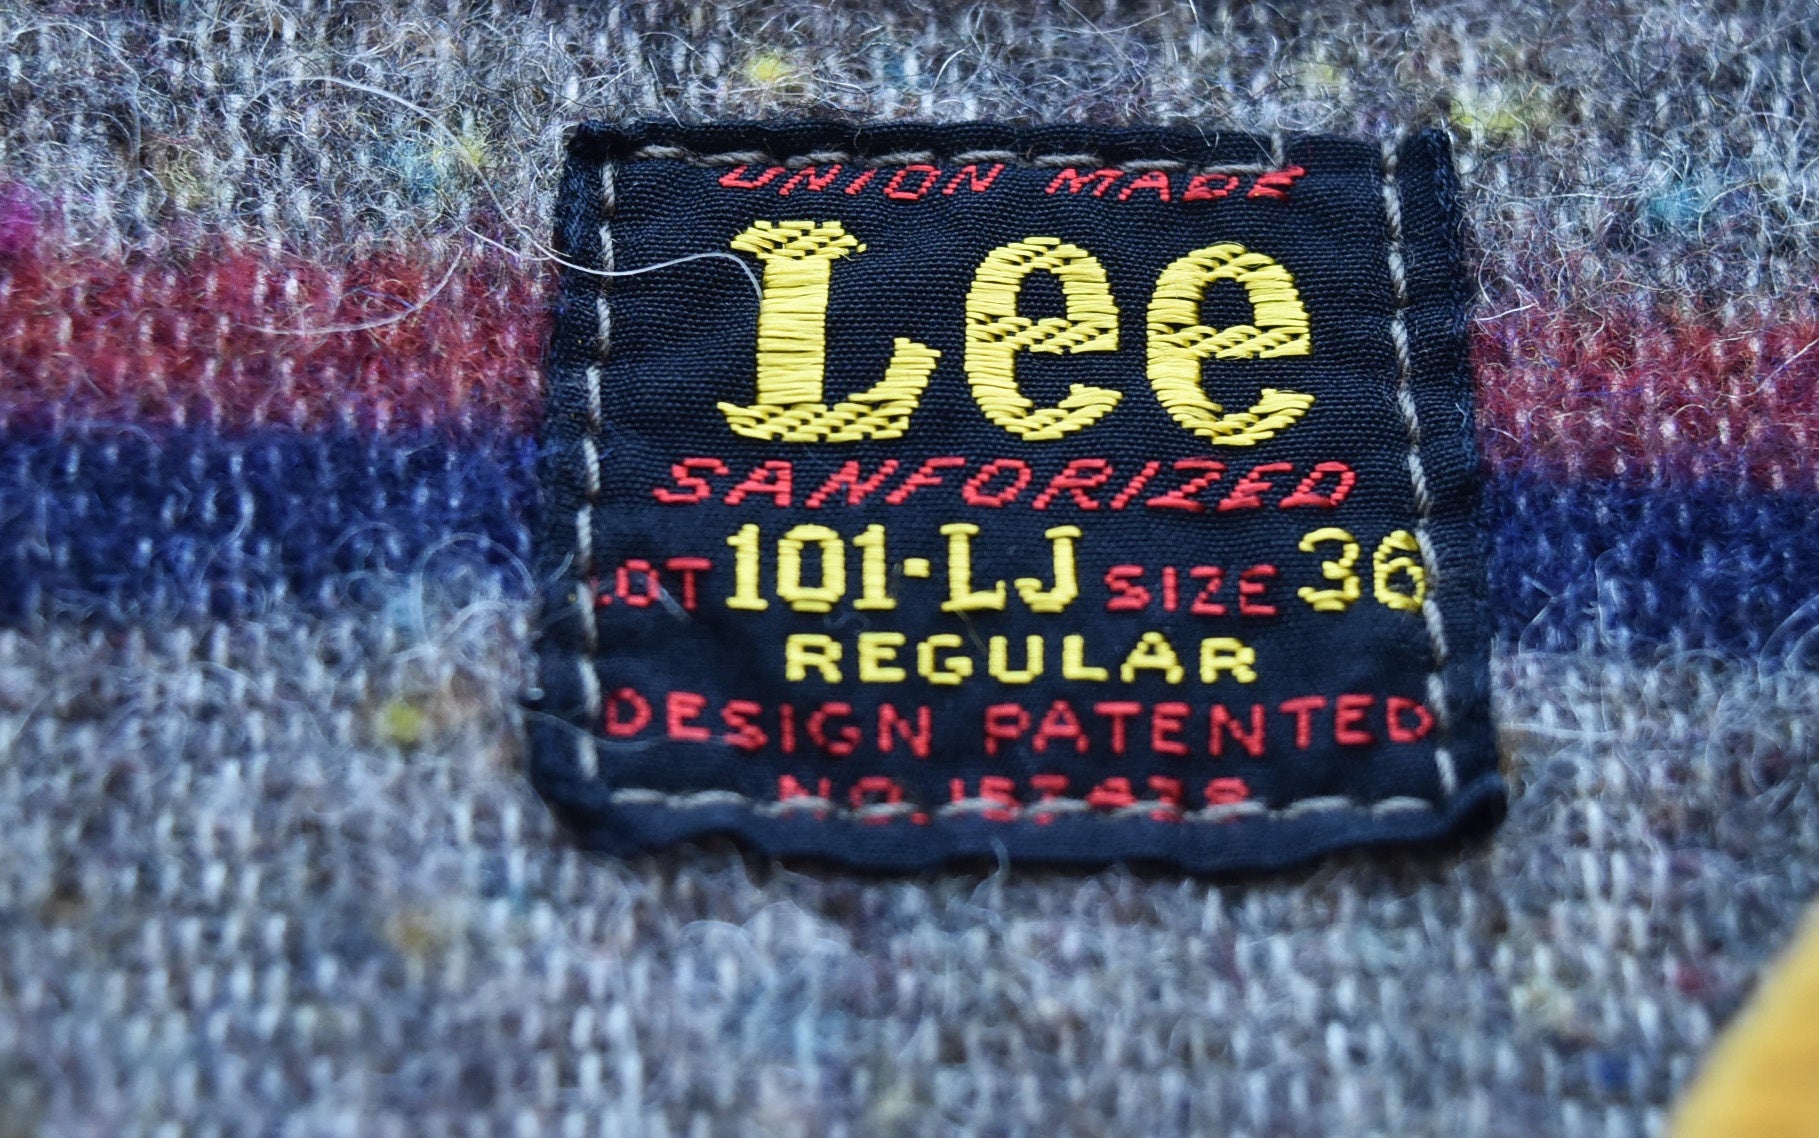 UNION MADE
Lee
SANFORIZED
LOT 101-LJ SIZE 36
REGULAR
DESIGN PATENTED
NO.